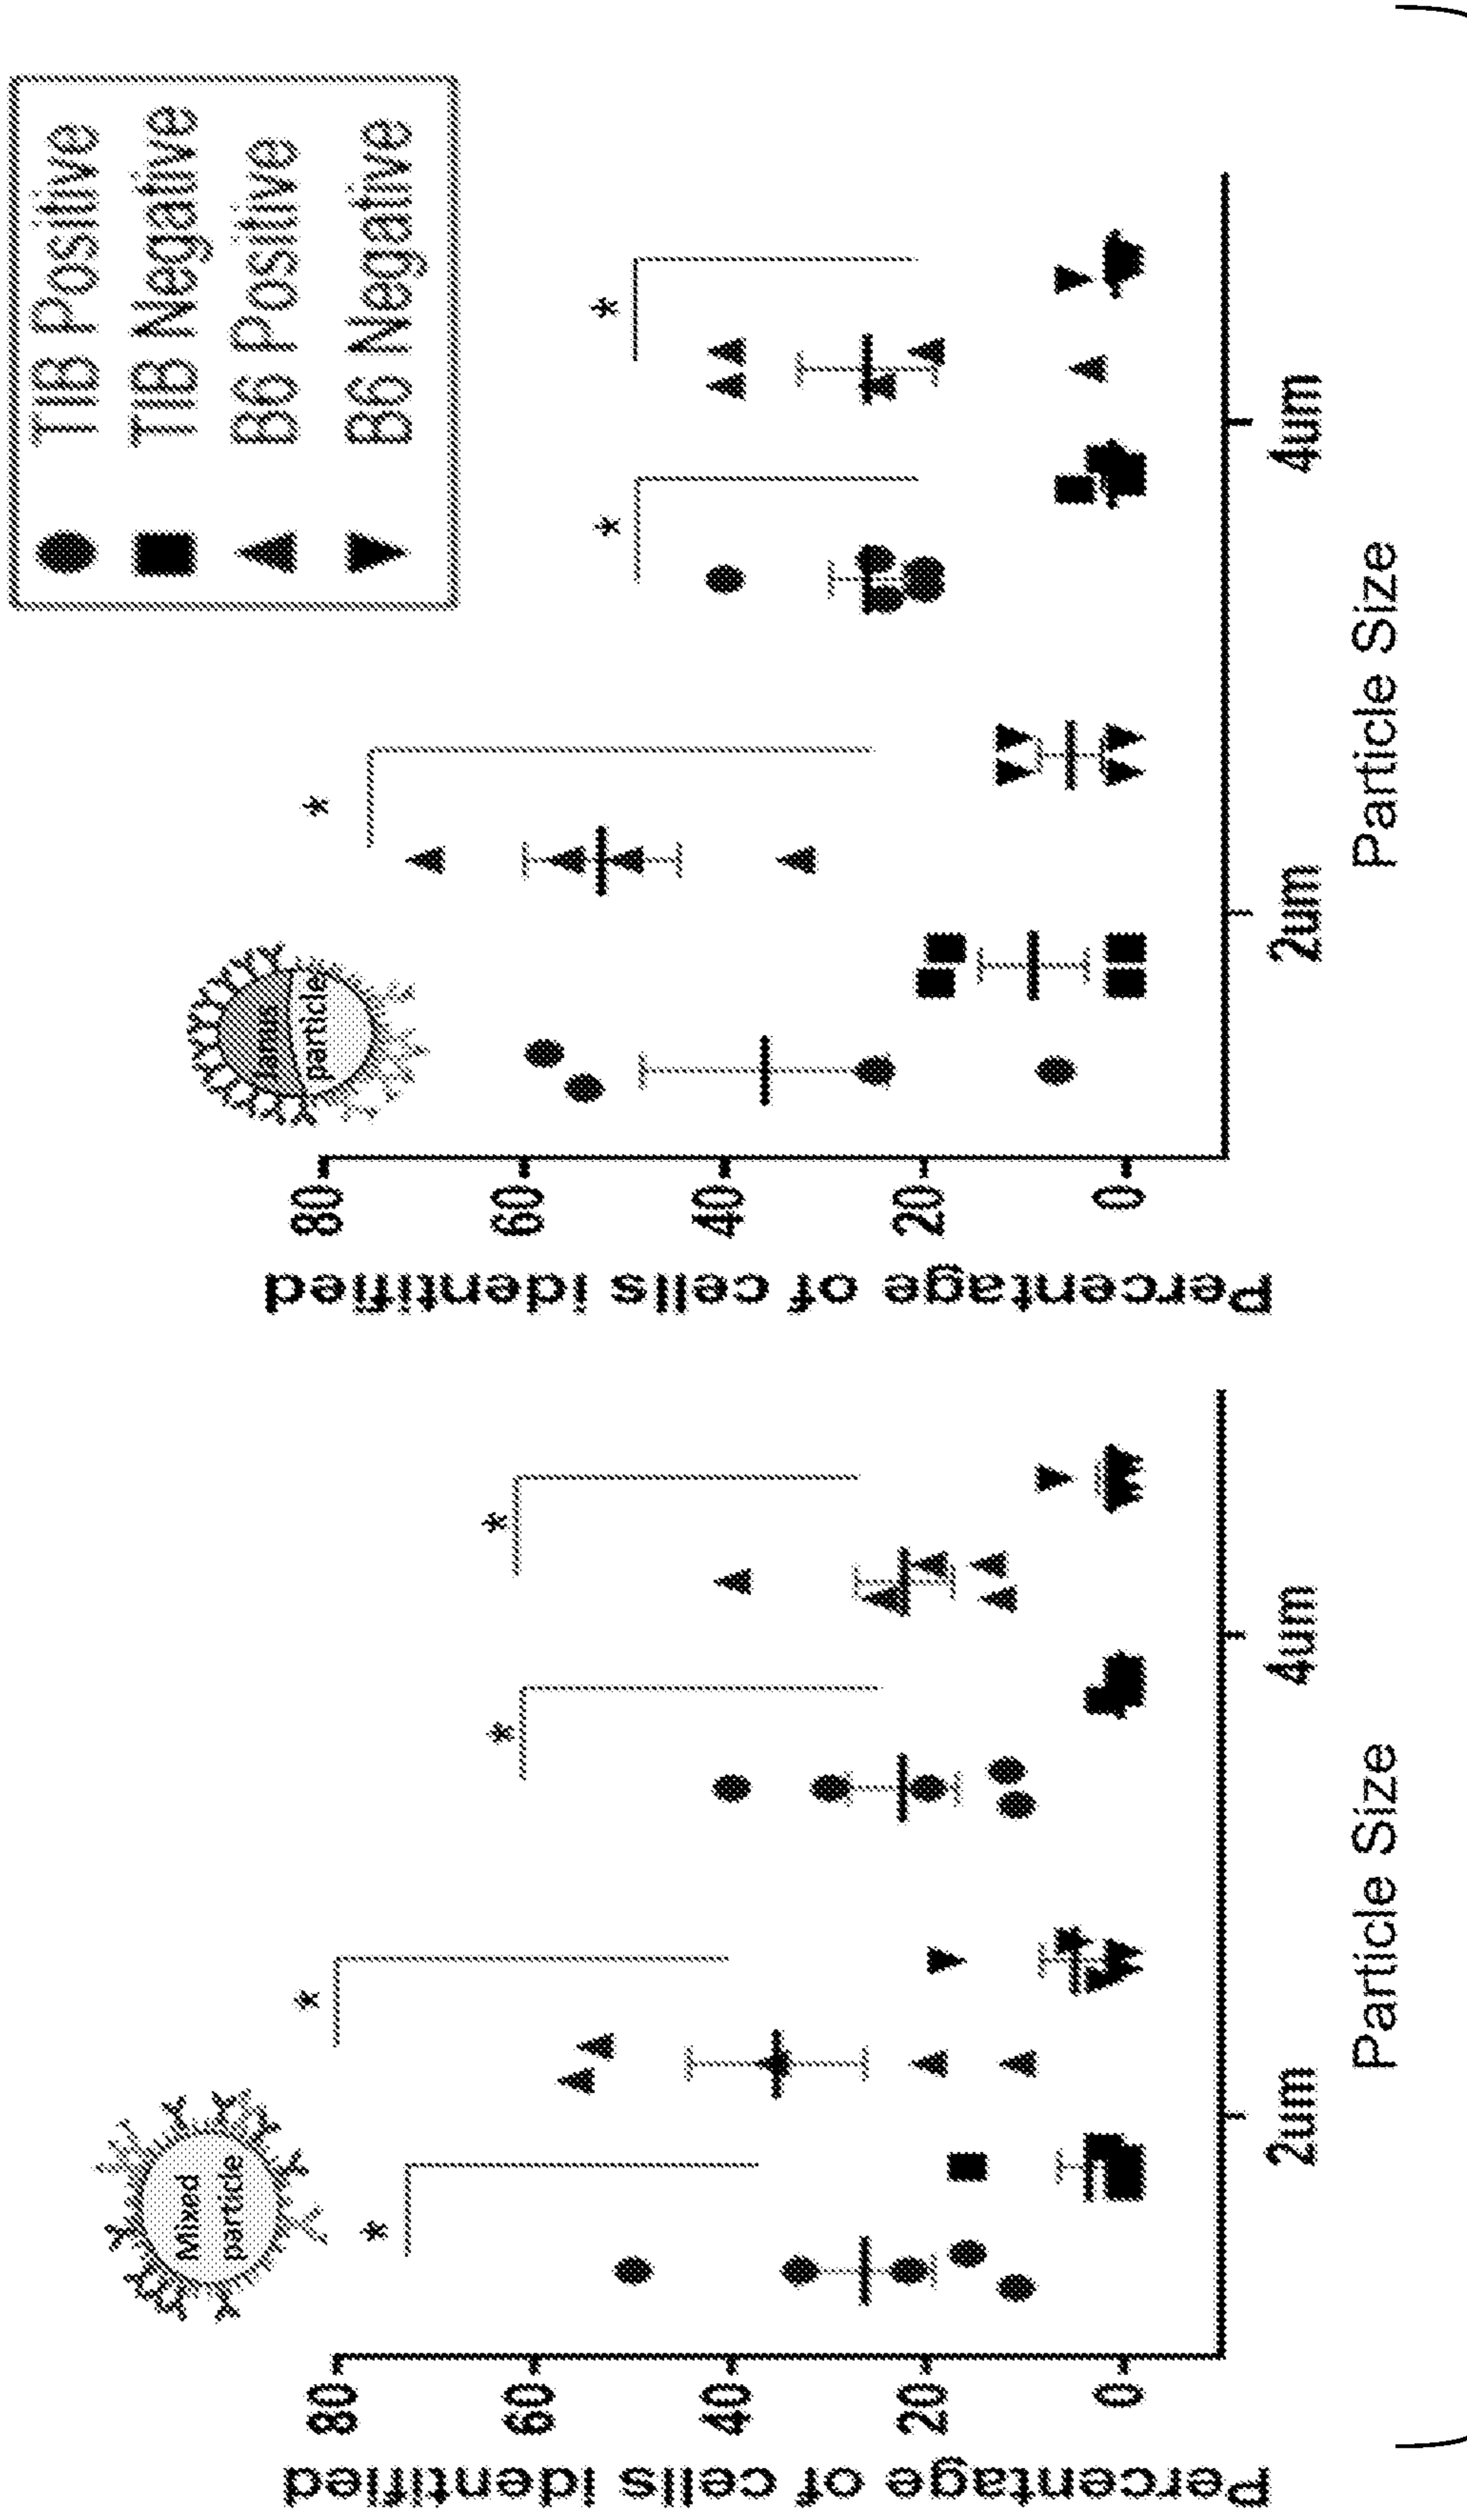 Mixed
particle
Percentage of cells identified
80
60
40
20
0
*
*
*
*
2um
4um
Particle Size
Janus
particle
Percentage of cells identified
80
60
40
20
0
*
*
*
2um
4um
Particle Size
TIB Positive
TIB Negative
B6 Positive
B6 Negative